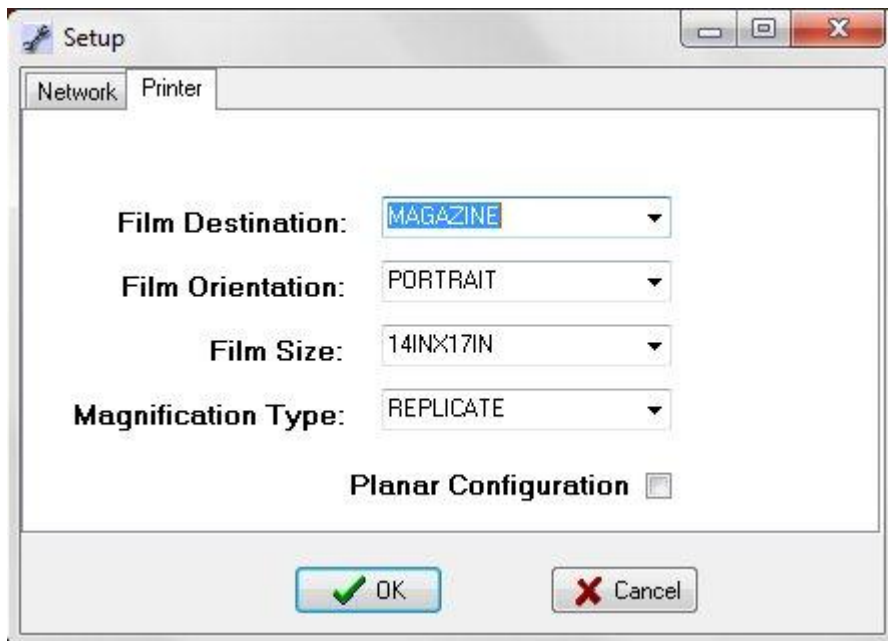 Setup
Network Printer
Film Destination: MAGAZINE
Film Orientation: PORTRAIT
Film Size: 14INX17IN
Magnification Type: REPLICATE
Planar Configuration
OK Cancel